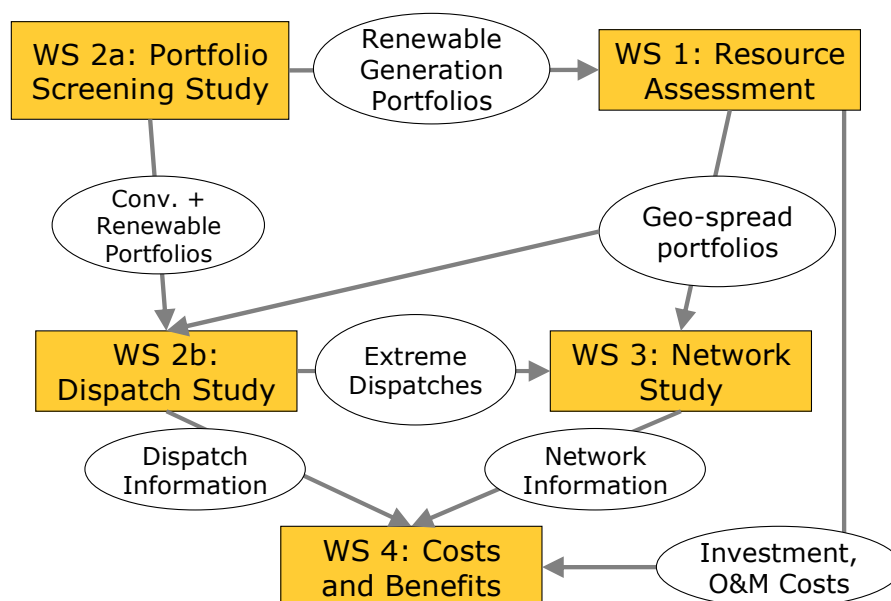 WS 2a: Portfolio
Screening Study
Renewable
Generation
Portfolios
WS 1: Resource
Assessment
Conv. +
Renewable
Portfolios
Geo-spread
portfolios
WS 2b:
Dispatch Study
Extreme
Dispatches
WS 3: Network
Study
Dispatch
Information
Network
Information
WS 4: Costs
and Benefits
Investment,
O&M Costs